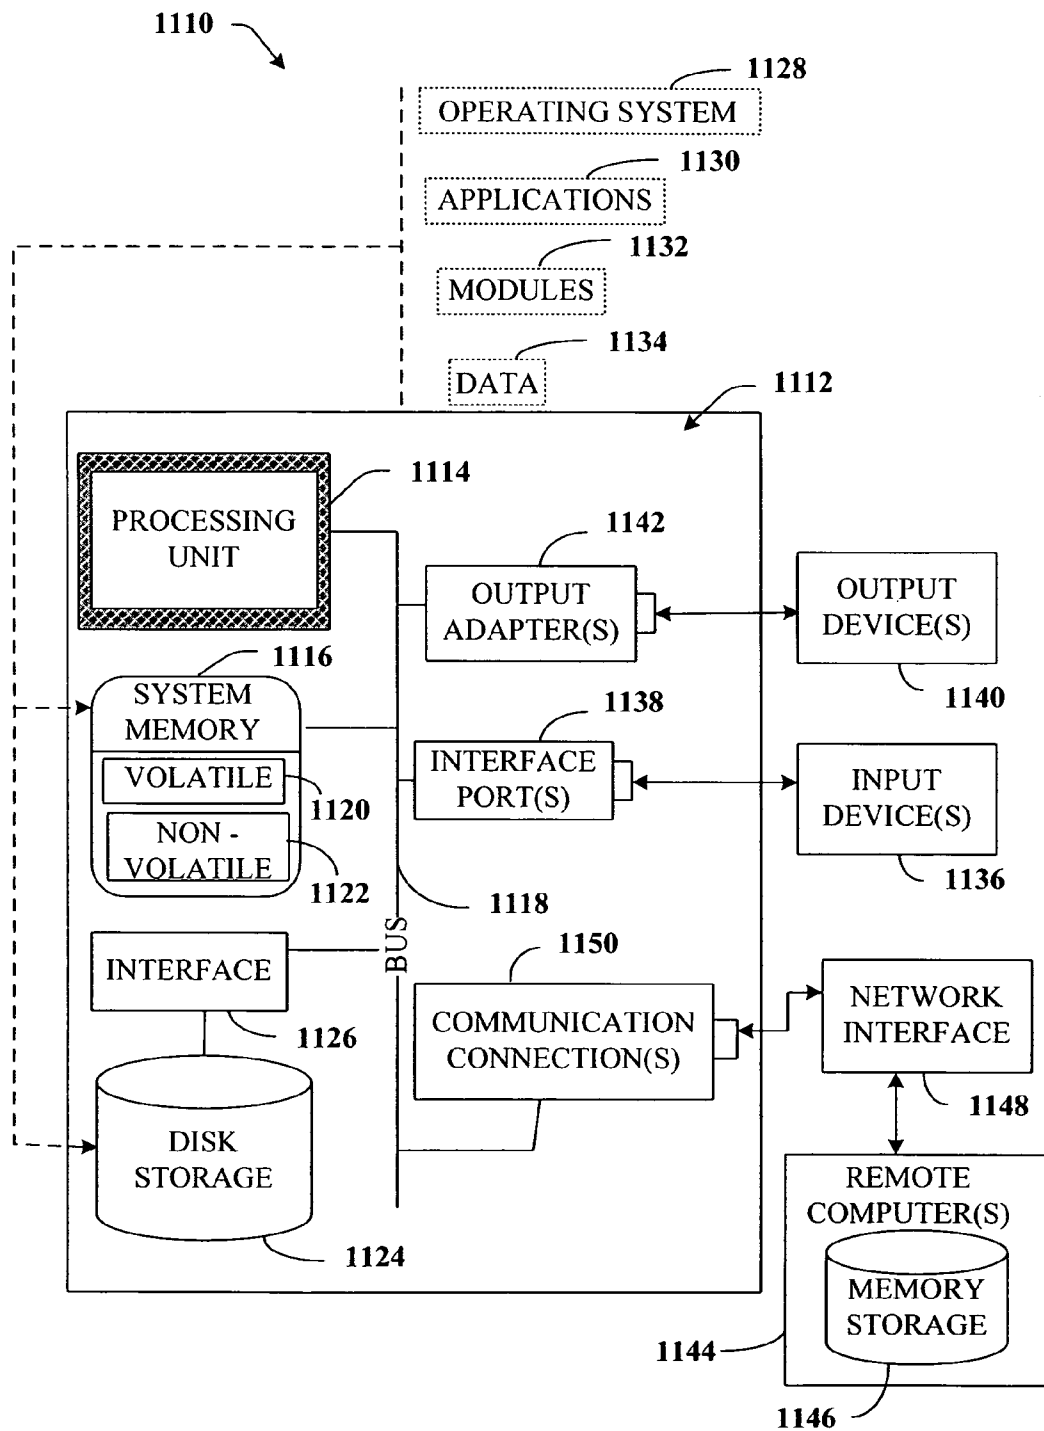 1110
1128
OPERATING SYSTEM
1130
APPLICATIONS
1132
MODULES
1134
DATA
1112
1114
PROCESSING
UNIT
1142
OUTPUT
ADAPTER(S)
OUTPUT
DEVICE(S)
1140
1116
SYSTEM
MEMORY
VOLATILE
1120
NON -
VOLATILE
1122
1138
INTERFACE
PORT(S)
INPUT
DEVICE(S)
1136
1118
BUS
INTERFACE
1126
1150
COMMUNICATION
CONNECTION(S)
NETWORK
INTERFACE
1148
DISK
STORAGE
1124
REMOTE
COMPUTER(S)
MEMORY
STORAGE
1144
1146